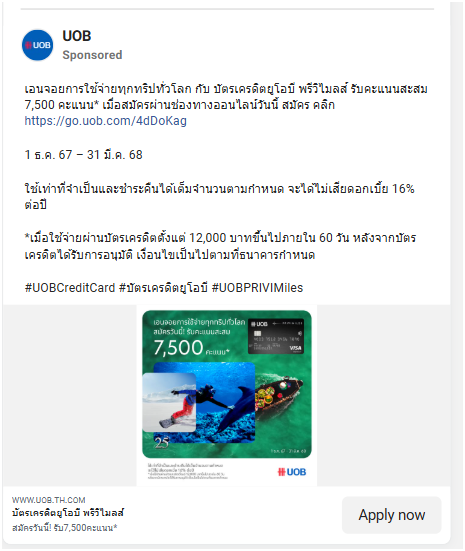 UOB
Sponsored
เอนจอยการใช้จ่ายทุกทริปทั่วโลก กับ บัตรเครดิตยูโอบี พรีวิไมลส์ รับคะแนนสะสม
7,500 คะแนน* เมื่อสมัครผ่านช่องทางออนไลน์วันนี้ สมัคร คลิก
https://go.uob.com/4dDoKag
1 ธ.ค. 67 – 31 มี.ค. 68
ใช้เท่าที่จำเป็นและชำระคืนได้เต็มจำนวนตามกำหนด จะได้ไม่เสียดอกเบี้ย 16%
ต่อปี
*เมื่อใช้จ่ายผ่านบัตรเครดิตตั้งแต่ 12,000 บาทขึ้นไปภายใน 60 วัน หลังจากบัตร
เครดิตได้รับการอนุมัติ เงื่อนไขเป็นไปตามที่ธนาคารกำหนด
#UOBCreditCard #บัตรเครดิตยูโอบี #UOBPRIVIMiles
เอนจอยการใช้จ่ายทุกทริปทั่วโลก
สมัครวันนี้! รับคะแนนสะสม
7,500 คะแนน*
UOB
VISA
25
1 ธ.ค. 67 - 31 มี.ค. 68
UOB
WWW.UOB.TH.COM
บัตรเครดิตยูโอบี พรีวิไมลส์
สมัครวันนี้! รับ7,500คะแนน*
Apply now